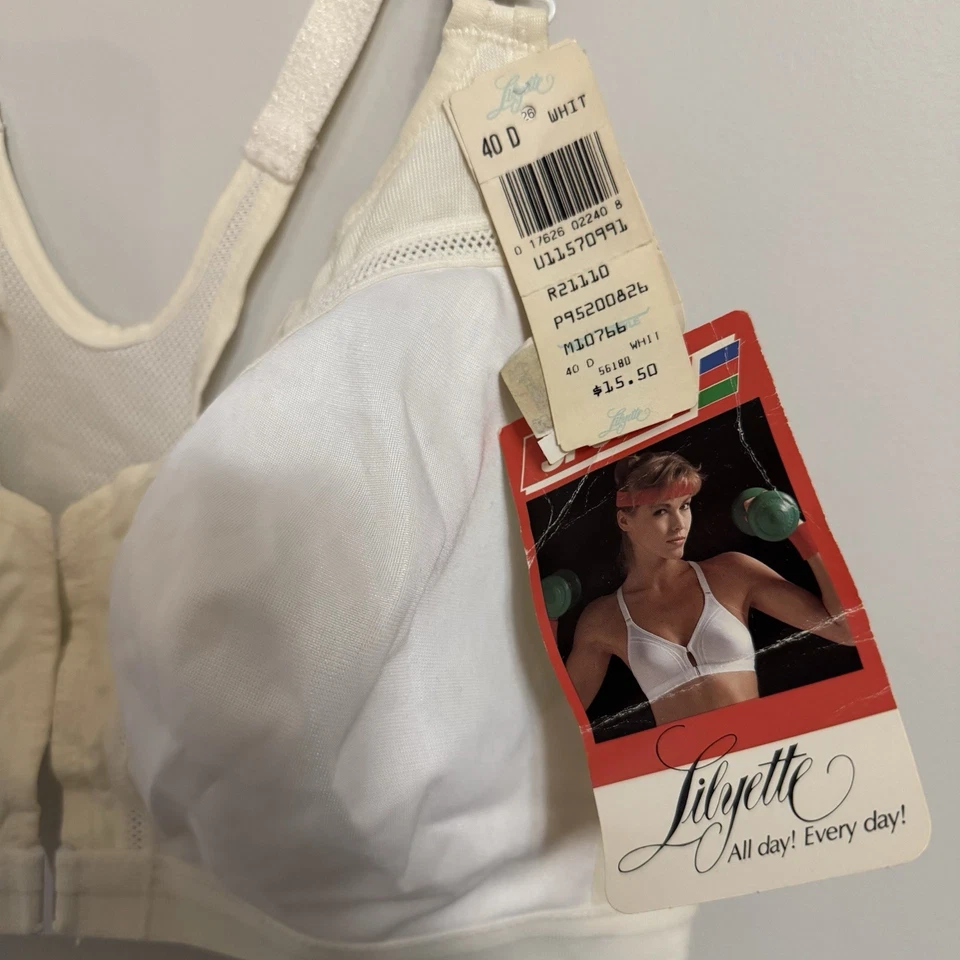 Lilyette
26
40 D WHIT
0 17626 02240 8
U11570991
R21110
P95200826
M10766
40 D 56180 WHIT
$15.50
Lilyette
Lilyette
All day! Every day!